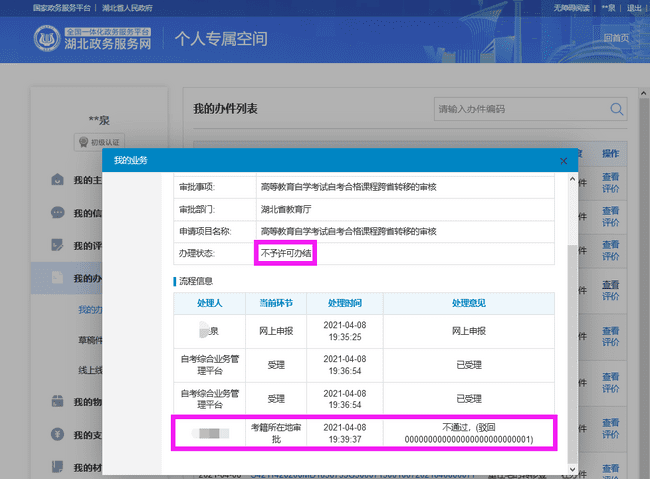 国家政务服务平台 | 湖北省人民政府
无障碍阅读 | **泉 | 退出
全国一体化政务服务平台
湖北政务服务网
个人专属空间
回首页
**泉
初级认证
我的办件列表
请输入办件编码
操作
我的业务
我的主
我的信
我的评
我的办
我的办
草稿件
线上线
我的物
我的支
我的材
审批事项: 高等教育自学考试自考合格课程跨省转移的审核
审批部门: 湖北省教育厅
申请项目名称: 高等教育自学考试自考合格课程跨省转移的审核
办理状态: 不予许可办结
流程信息
处理人 当前环节 处理时间 处理意见
泉 网上申报 2021-04-08 19:35:25 网上申报
自考综合业务管理平台 受理 2021-04-08 19:36:54 已受理
自考综合业务管理平台 受理 2021-04-08 19:36:54 已受理
考籍所在地审批 2021-04-08 19:39:37 不通过，(驳回
件 查看
评价
件 查看
评价
件 查看
评价
件 查看
评价
件 查看
评价
件 查看
评价
件 查看
评价